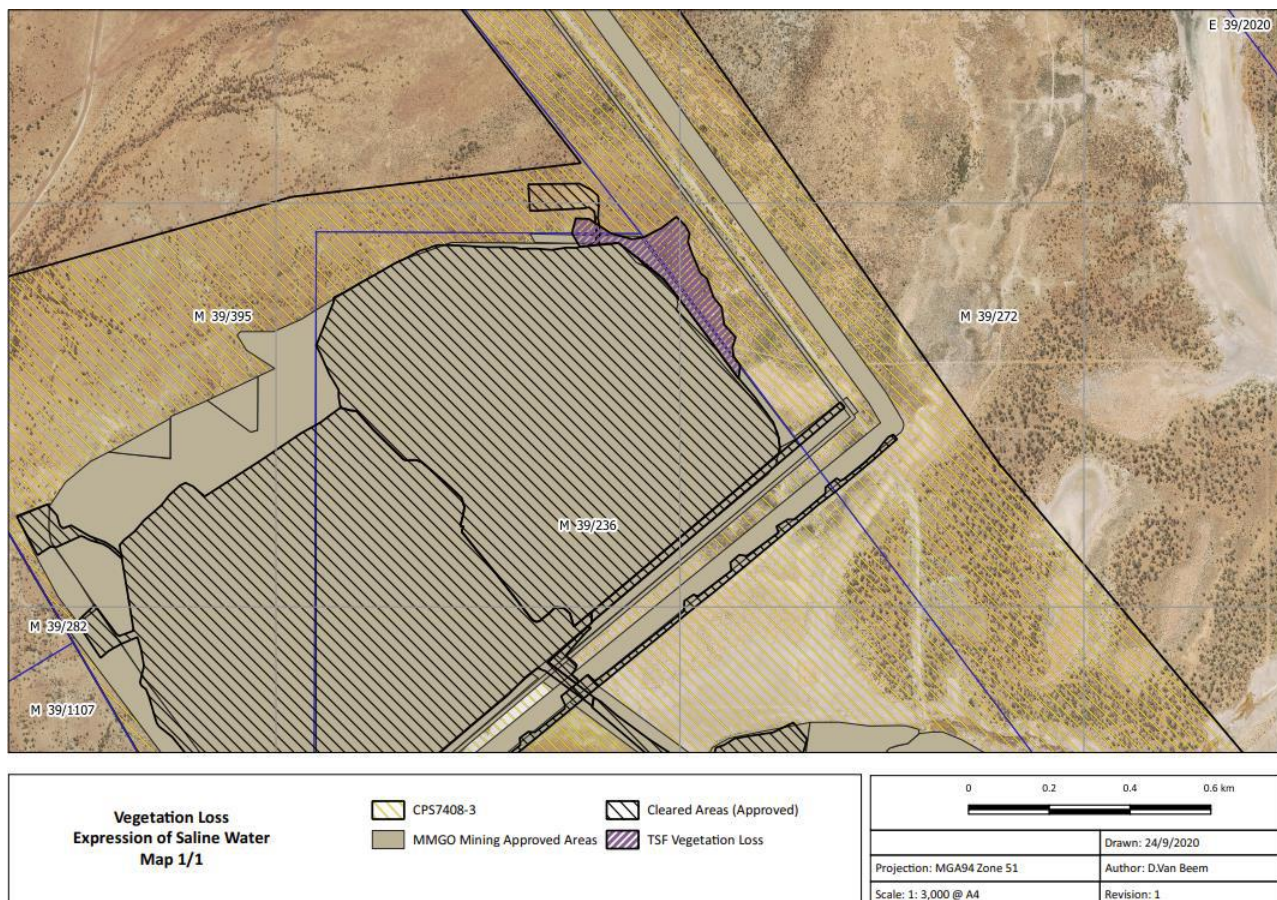 E 39/2020
M 39/395
M 39/272
M 39/236
M 39/282
M 39/1107
Vegetation Loss
Expression of Saline Water
Map 1/1
CPS7408-3
MMGO Mining Approved Areas
Cleared Areas (Approved)
TSF Vegetation Loss
0 0.2 0.4 0.6 km
Drawn: 24/9/2020
Projection: MGA94 Zone 51
Author: D.Van Beem
Scale: 1: 3,000 @ A4
Revision: 1